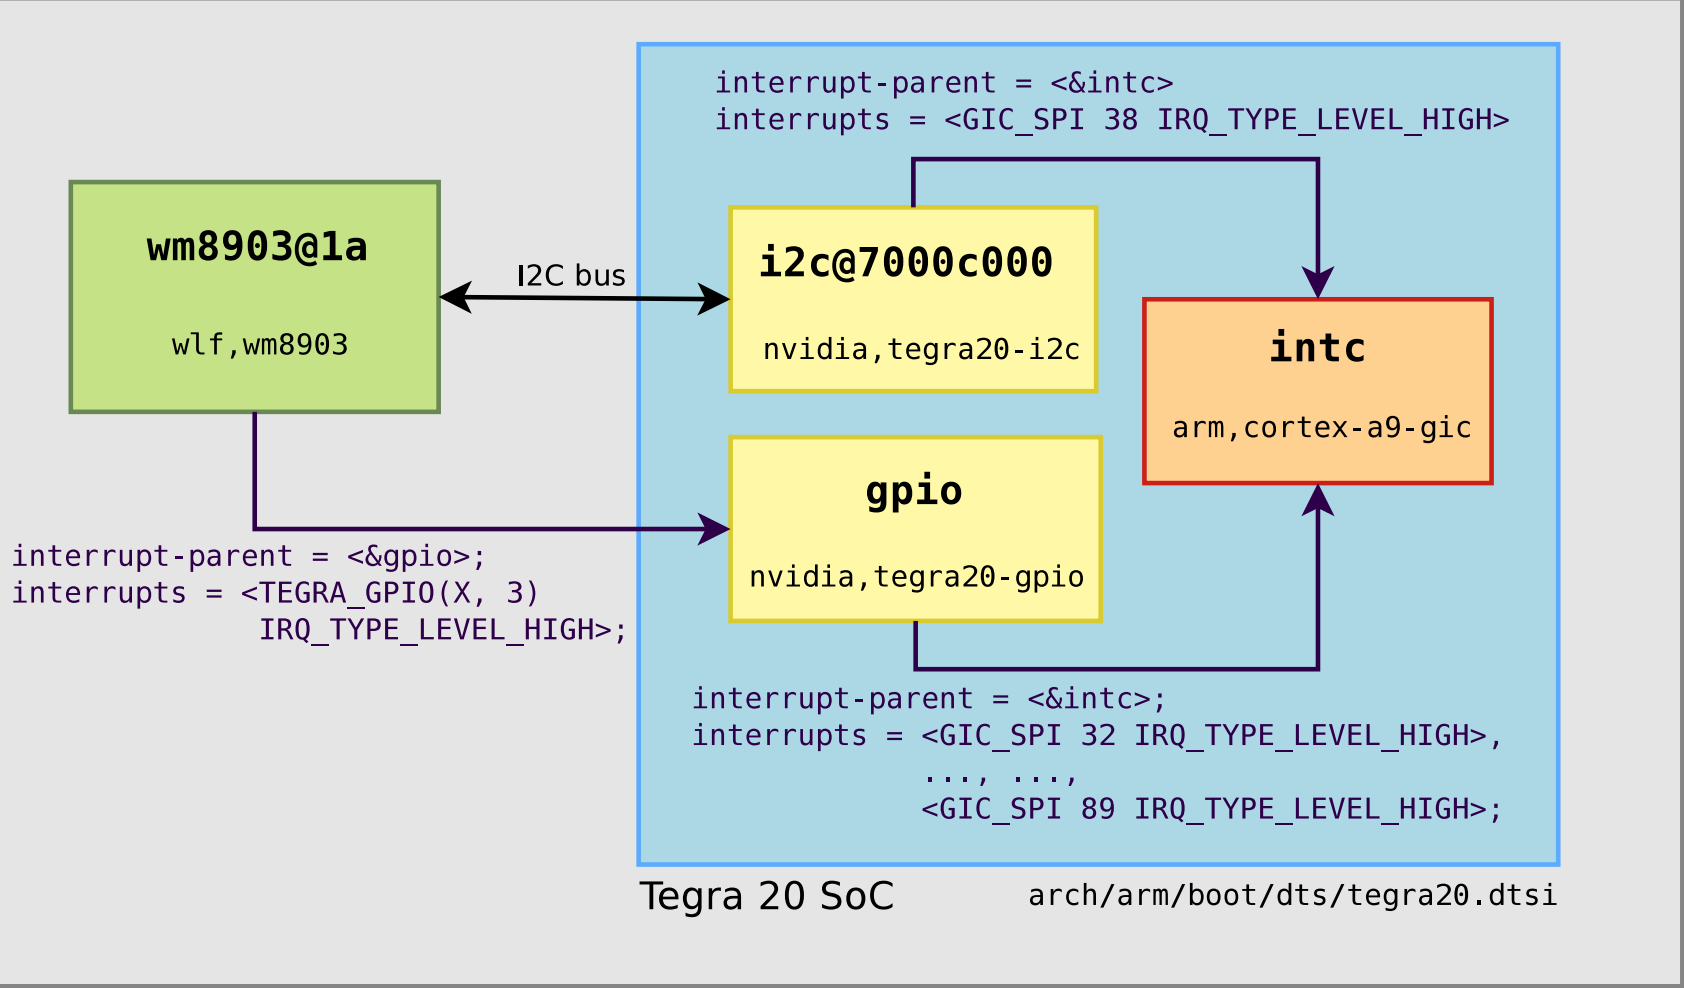 interrupt-parent = <&intc>
interrupts = <GIC_SPI 38 IRQ_TYPE_LEVEL_HIGH>
wm8903@1a
wlf,wm8903
I2C bus
i2c@7000c000
nvidia,tegra20-i2c
intc
arm,cortex-a9-gic
gpio
nvidia,tegra20-gpio
interrupt-parent = <&gpio>;
interrupts = <TEGRA_GPIO(X, 3)
IRQ_TYPE_LEVEL_HIGH>;
interrupt-parent = <&intc>;
interrupts = <GIC_SPI 32 IRQ_TYPE_LEVEL_HIGH>,
..., ...,
<GIC_SPI 89 IRQ_TYPE_LEVEL_HIGH>;
Tegra 20 SoC
arch/arm/boot/dts/tegra20.dtsi